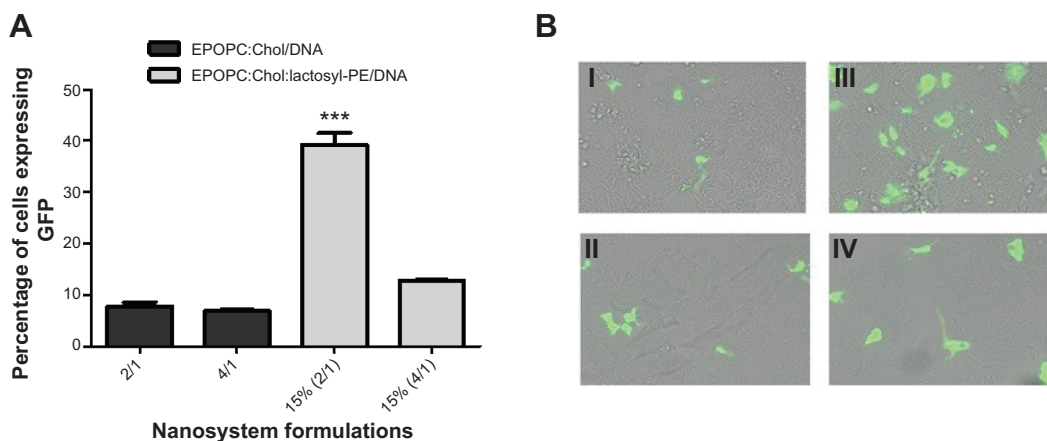 A
EPOPC:Chol/DNA
EPOPC:Chol:lactosyl-PE/DNA
Percentage of cells expressing
GFP
50
40
30
20
10
0
***
2/1
4/1
15% (2/1)
15% (4/1)
Nanosystem formulations
B
I
III
II
IV